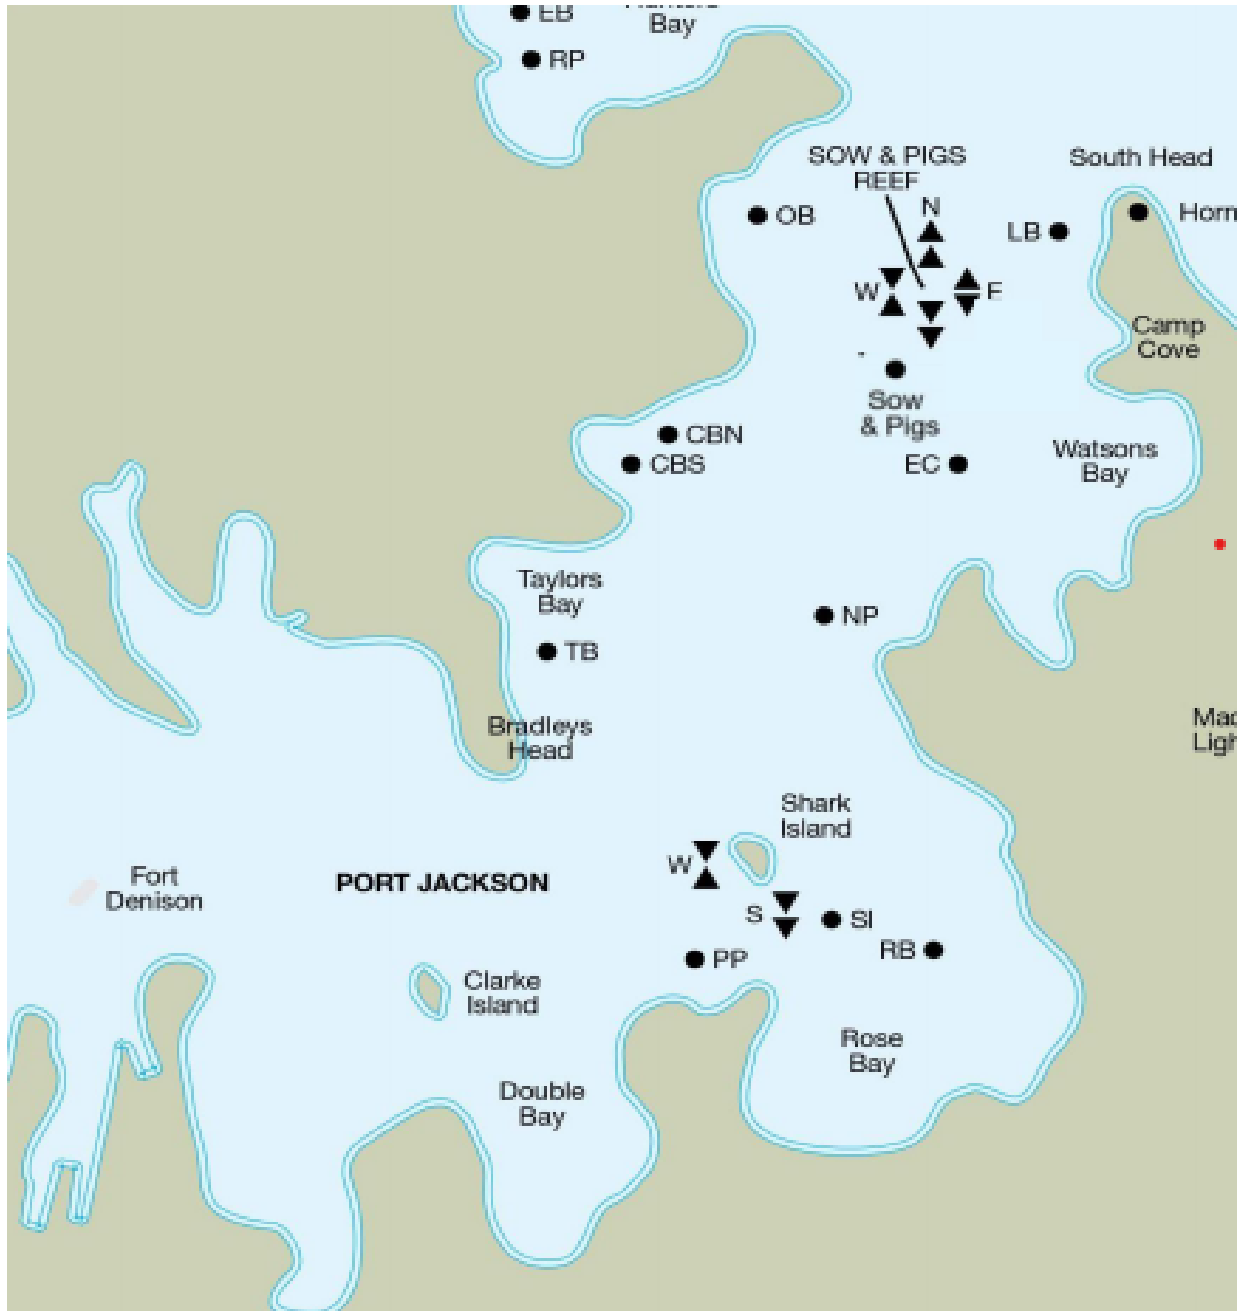 EB
Bay
RP
SOW & PIGS
REEF
South Head
N
OB
LB
Horn
W
E
Camp
Cove
Sow
& Pigs
CBN
CBS
EC
Watsons
Bay
Taylors
Bay
NP
TB
Bradleys
Head
Shark
Island
W
Fort
Denison
PORT JACKSON
S
SI
RB
PP
Clarke
Island
Rose
Bay
Double
Bay